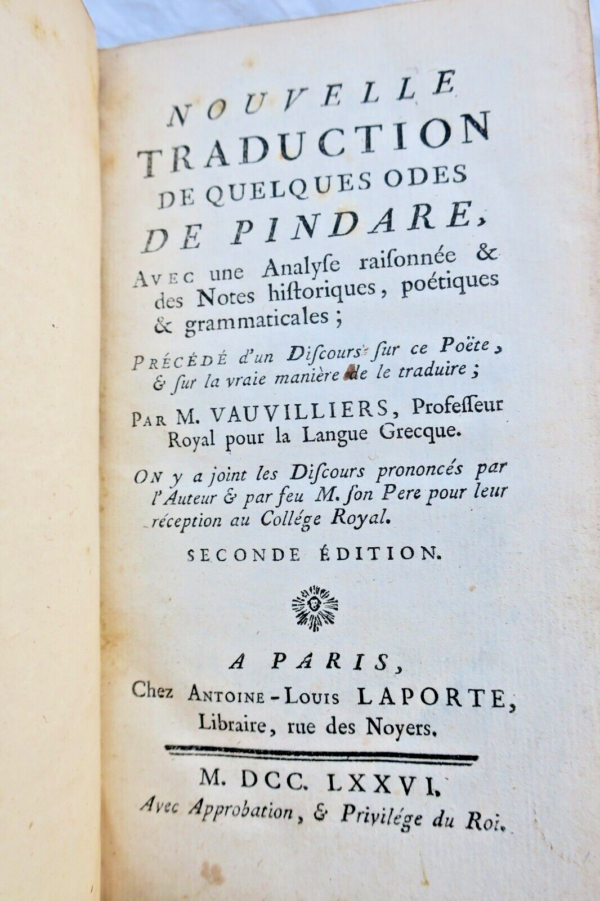 NOUVELLE
TRADUCTION
DE QUELQUES ODES
DE PINDARE,
AVEC une Analyſe raiſonnée &
des Notes hiſtoriques, poétiques
& grammaticales ;
PRÉCÉDÉ d'un Diſcours ſur ce Poëte,
& ſur la vraie manière de le traduire ;
PAR M. VAUVILLIERS, Profeſſeur
Royal pour la Langue Grecque.
ON y a joint les Diſcours prononcés par
l'Auteur & par feu M. ſon Pere pour leur
réception au Collége Royal.
SECONDE ÉDITION.
A PARIS,
Chez ANTOINE-LOUIS LAPORTE,
Libraire, rue des Noyers.
M. DCC. LXXVI.
Avec Approbation, & Privilége du Roi.